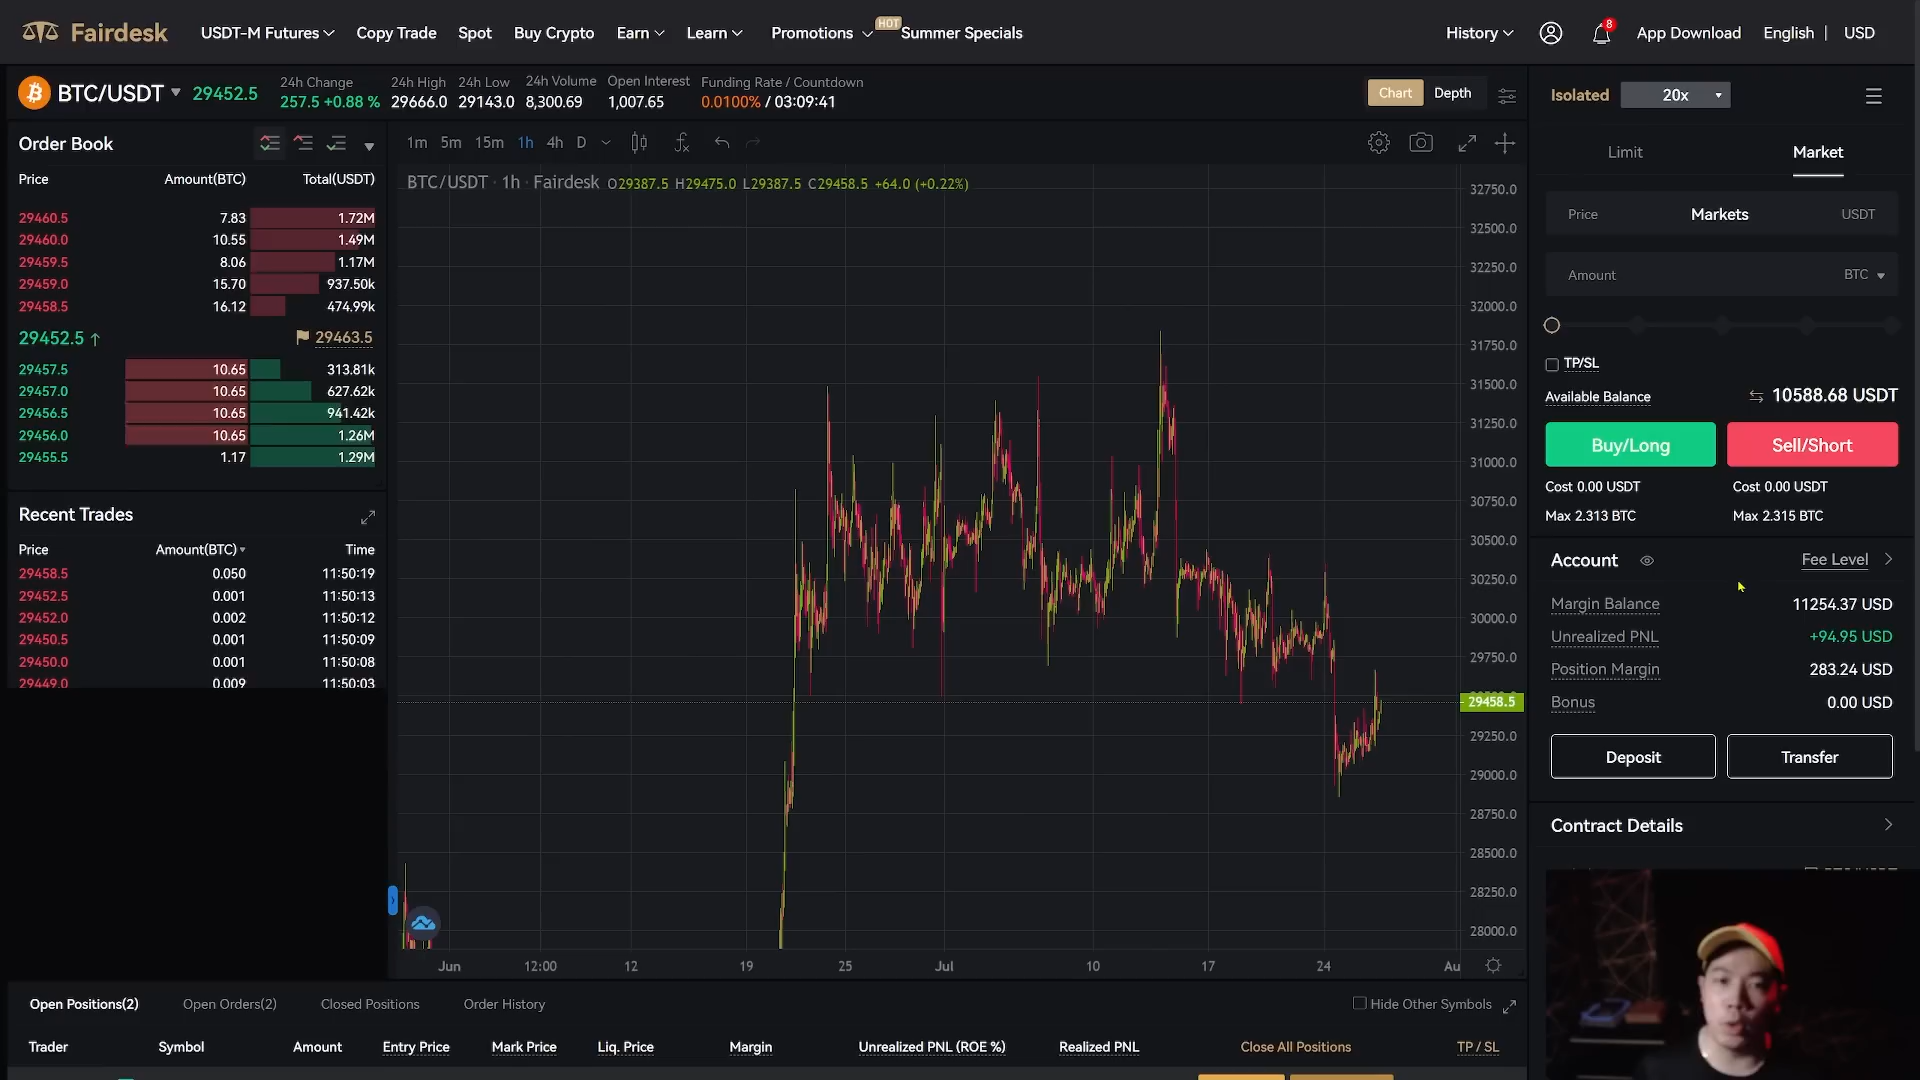 Fairdesk USDT-M Futures Copy Trade Spot Buy Crypto Earn Learn Promotions HOT Summer Specials History 8 App Download English | USD
BTC/USDT 29452.5
24h Change
257.5 +0.88 %
24h High
29666.0
24h Low
29143.0
24h Volume
8,300.69
Open Interest
1,007.65
Funding Rate / Countdown
0.0100% / 03:09:41
Chart Depth
Order Book
Price Amount(BTC) Total(USDT)
29460.5 7.83 1.72M
29460.0 10.55 1.49M
29459.5 8.06 1.17M
29459.0 15.70 937.50k
29458.5 16.12 474.99k
29452.5 ↑ 29463.5
29457.5 10.65 313.81k
29457.0 10.65 627.62k
29456.5 10.65 941.42k
29456.0 10.65 1.26M
29455.5 1.17 1.29M
Recent Trades
Price Amount(BTC) Time
29458.5 0.050 11:50:19
29452.5 0.001 11:50:13
29452.0 0.002 11:50:12
29450.5 0.001 11:50:09
29450.0 0.001 11:50:08
29449.0 0.009 11:50:03
1m 5m 15m 1h 4h D
BTC/USDT · 1h · Fairdesk O29387.5 H29475.0 L29387.5 C29458.5 +64.0 (+0.22%)
32750.0
32500.0
32250.0
32000.0
31750.0
31500.0
31250.0
31000.0
30750.0
30500.0
30250.0
30000.0
29750.0
29458.5
29250.0
29000.0
28750.0
28500.0
28250.0
28000.0
Jun 12:00 12 19 25 Jul 10 17 24 Au
Isolated 20x
Limit Market
Price Markets USDT
Amount BTC
TP/SL
Available Balance 10588.68 USDT
Buy/Long Sell/Short
Cost 0.00 USDT Cost 0.00 USDT
Max 2.313 BTC Max 2.315 BTC
Account Fee Level
Margin Balance 11254.37 USD
Unrealized PNL +94.95 USD
Position Margin 283.24 USD
Bonus 0.00 USD
Deposit Transfer
Contract Details
Open Positions(2) Open Orders(2) Closed Positions Order History Hide Other Symbols
Trader Symbol Amount Entry Price Mark Price Liq. Price Margin Unrealized PNL (ROE %) Realized PNL Close All Positions TP / SL